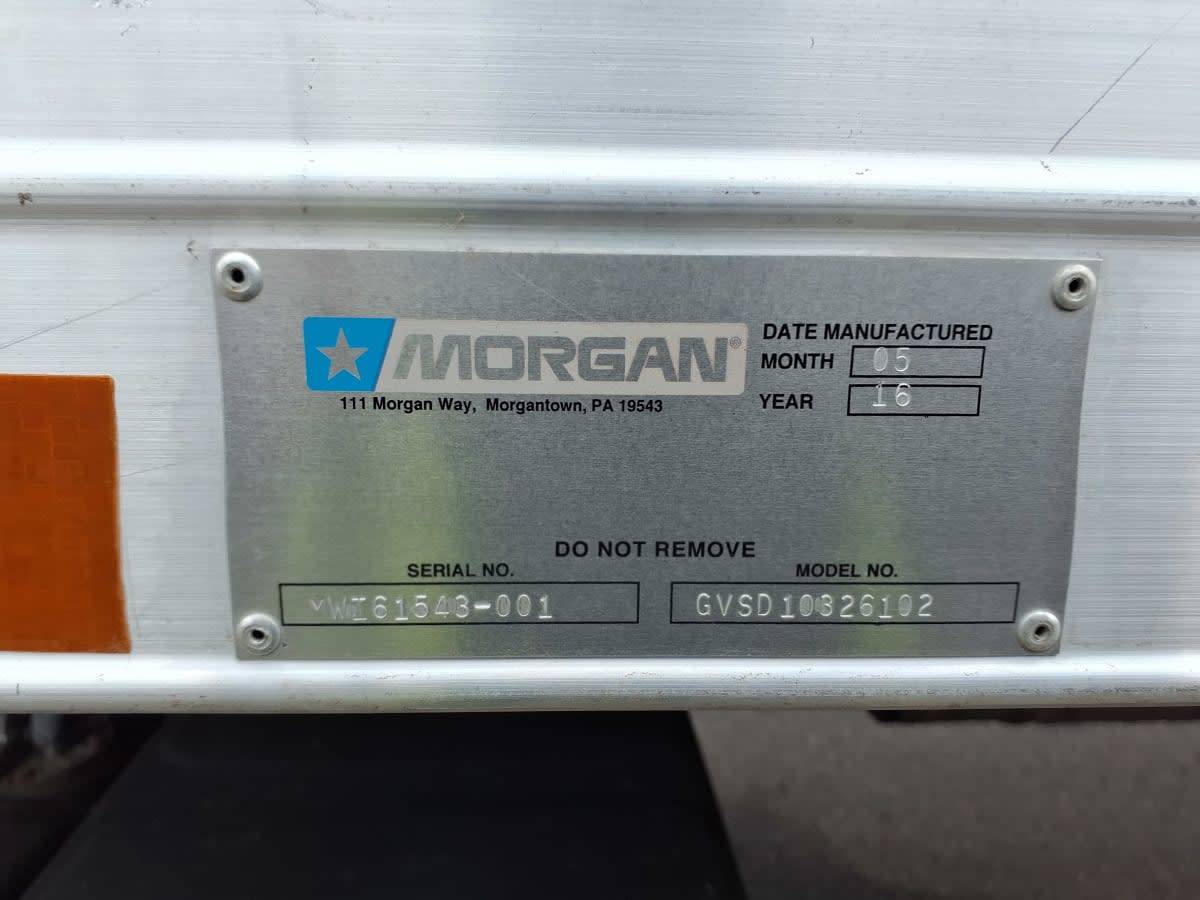 MORGAN®
111 Morgan Way, Morgantown, PA 19543
DATE MANUFACTURED
MONTH 05
YEAR 16
DO NOT REMOVE
SERIAL NO.
MODEL NO.
GVSD10326102